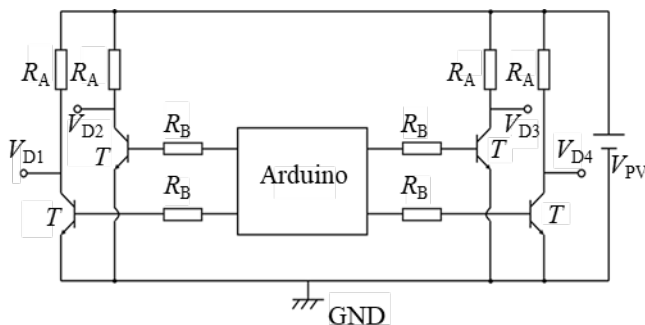 RA RA RA RA
VD2 RB RB VD3
VD1 T Arduino T VD4 VPV
T RB RB T
GND